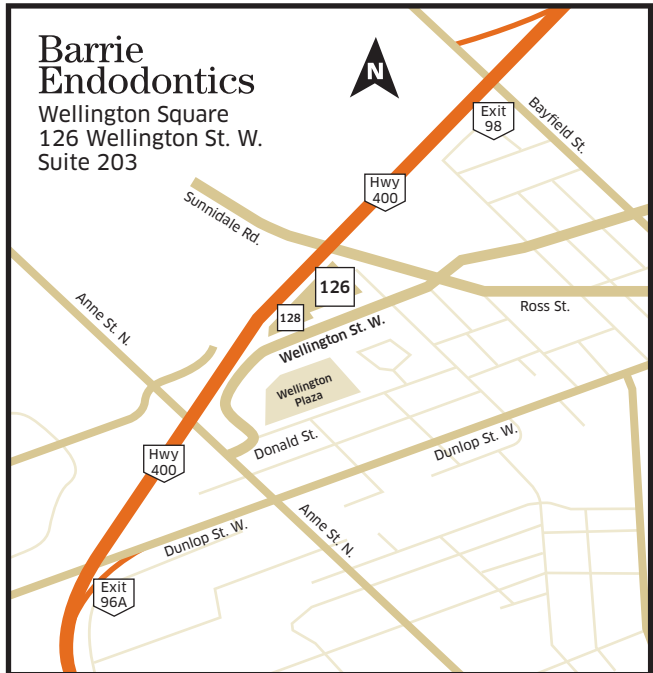 Barrie
Endodontics
Wellington Square
126 Wellington St. W.
Suite 203
N
Exit
98
Bayfield St.
Hwy
400
Sunnidale Rd.
126
128
Ross St.
Anne St. N.
Wellington St. W.
Wellington
Plaza
Donald St.
Dunlop St. W.
Hwy
400
Dunlop St. W.
Anne St. N.
Exit
96A